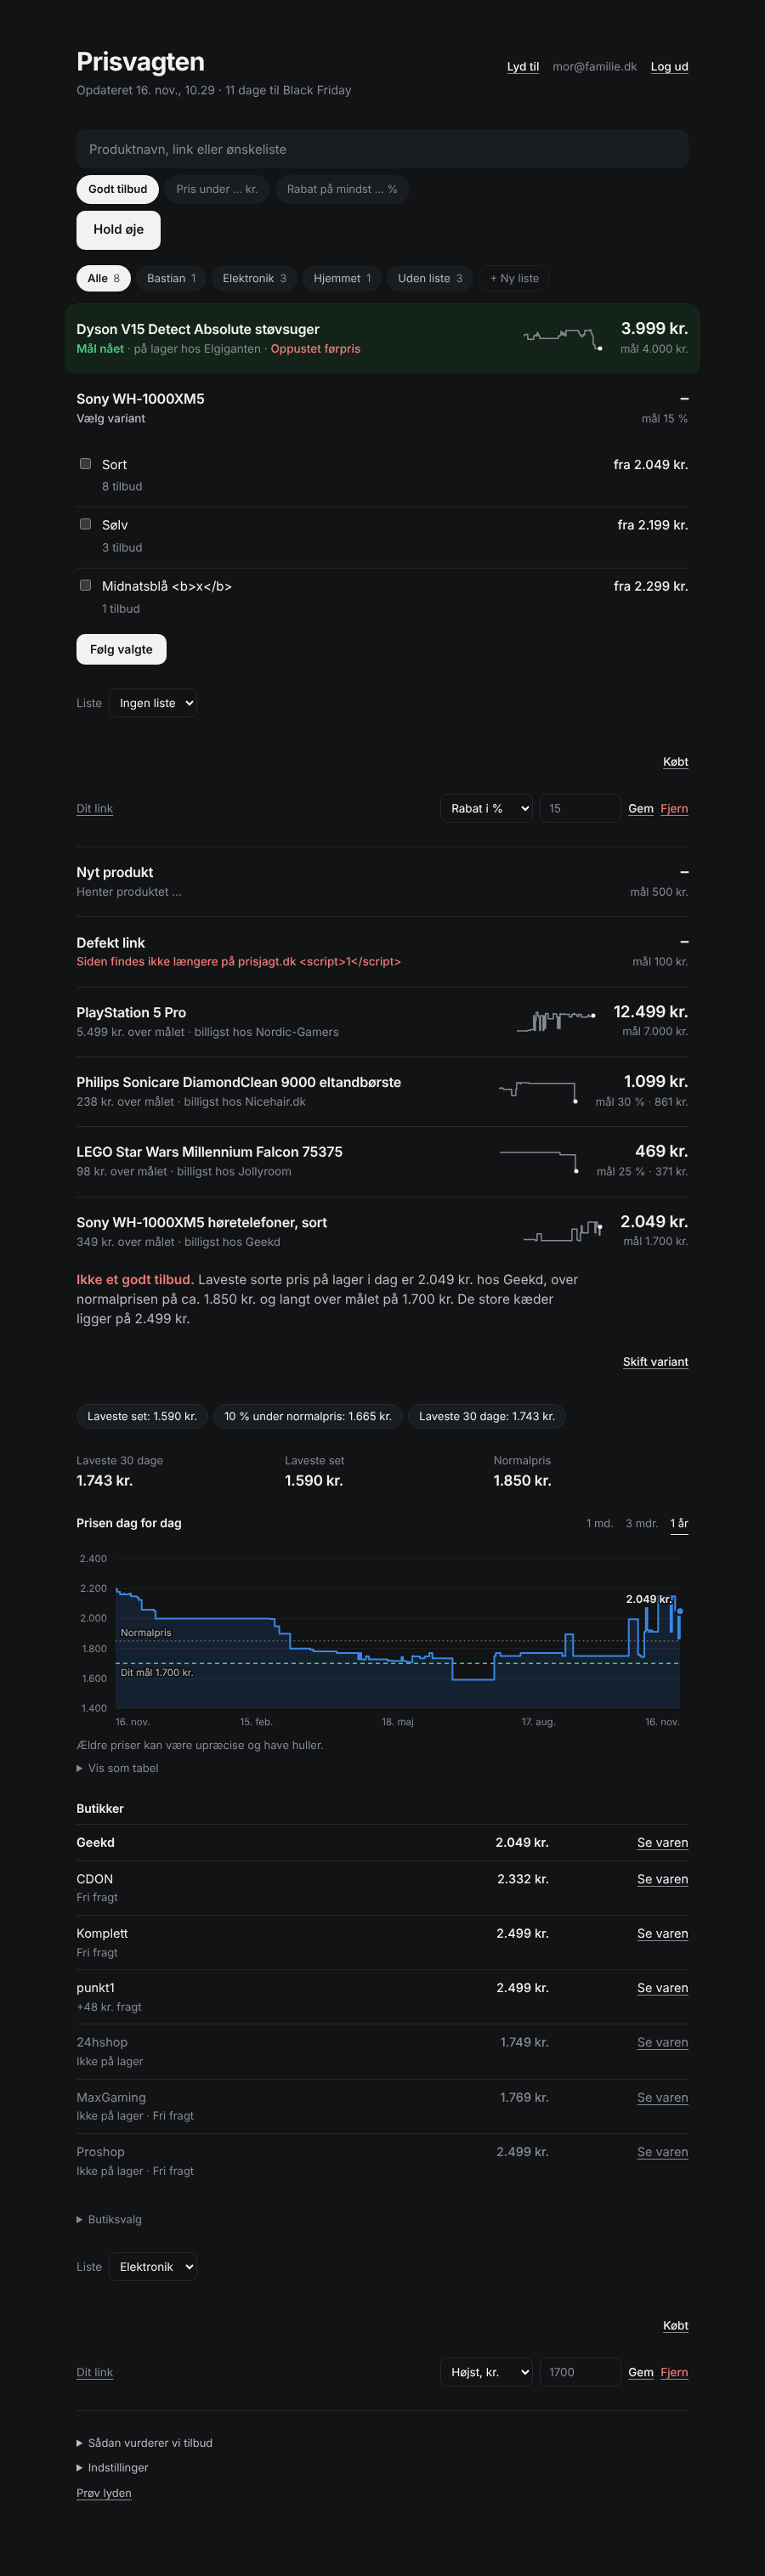 Prisvagten
Lyd til mor@familie.dk Log ud
Opdateret 16. nov., 10.29 · 11 dage til Black Friday
Produktnavn, link eller ønskeliste
Godt tilbud Pris under ... kr. Rabat på mindst ... %
Hold øje
Alle 8 Bastian 1 Elektronik 3 Hjemmet 1 Uden liste 3 + Ny liste
Dyson V15 Detect Absolute støvsuger 3.999 kr.
Mål nået · på lager hos Elgiganten · Oppustet førpris mål 4.000 kr.
Sony WH-1000XM5 –
Vælg variant mål 15 %
Sort fra 2.049 kr.
8 tilbud
Sølv fra 2.199 kr.
3 tilbud
Midnatsblå <b>x</b> fra 2.299 kr.
1 tilbud
Følg valgte
Liste Ingen liste
Købt
Dit link Rabat i % 15 Gem Fjern
Nyt produkt –
Henter produktet ... mål 500 kr.
Defekt link –
Siden findes ikke længere på prisjagt.dk <script>1</script> mål 100 kr.
PlayStation 5 Pro 12.499 kr.
5.499 kr. over målet · billigst hos Nordic-Gamers mål 7.000 kr.
Philips Sonicare DiamondClean 9000 eltandbørste 1.099 kr.
238 kr. over målet · billigst hos Nicehair.dk mål 30 % · 861 kr.
LEGO Star Wars Millennium Falcon 75375 469 kr.
98 kr. over målet · billigst hos Jollyroom mål 25 % · 371 kr.
Sony WH-1000XM5 høretelefoner, sort 2.049 kr.
349 kr. over målet · billigst hos Geekd mål 1.700 kr.
Ikke et godt tilbud. Laveste sorte pris på lager i dag er 2.049 kr. hos Geekd, over
normalprisen på ca. 1.850 kr. og langt over målet på 1.700 kr. De store kæder
ligger på 2.499 kr.
Skift variant
Laveste set: 1.590 kr. 10 % under normalpris: 1.665 kr. Laveste 30 dage: 1.743 kr.
Laveste 30 dage Laveste set Normalpris
1.743 kr. 1.590 kr. 1.850 kr.
Prisen dag for dag 1 md. 3 mdr. 1 år
2.400
2.200
2.049 kr.
2.000
Normalpris
1.800
Dit mål 1.700 kr.
1.600
1.400
16. nov. 15. feb. 18. maj 17. aug. 16. nov.
Ældre priser kan være upræcise og have huller.
Vis som tabel
Butikker
Geekd 2.049 kr. Se varen
CDON 2.332 kr. Se varen
Fri fragt
Komplett 2.499 kr. Se varen
Fri fragt
punkt1 2.499 kr. Se varen
+48 kr. fragt
24hshop 1.749 kr. Se varen
Ikke på lager
MaxGaming 1.769 kr. Se varen
Ikke på lager · Fri fragt
Proshop 2.499 kr. Se varen
Ikke på lager · Fri fragt
Butiksvalg
Liste Elektronik
Købt
Dit link Højst, kr. 1700 Gem Fjern
Sådan vurderer vi tilbud
Indstillinger
Prøv lyden